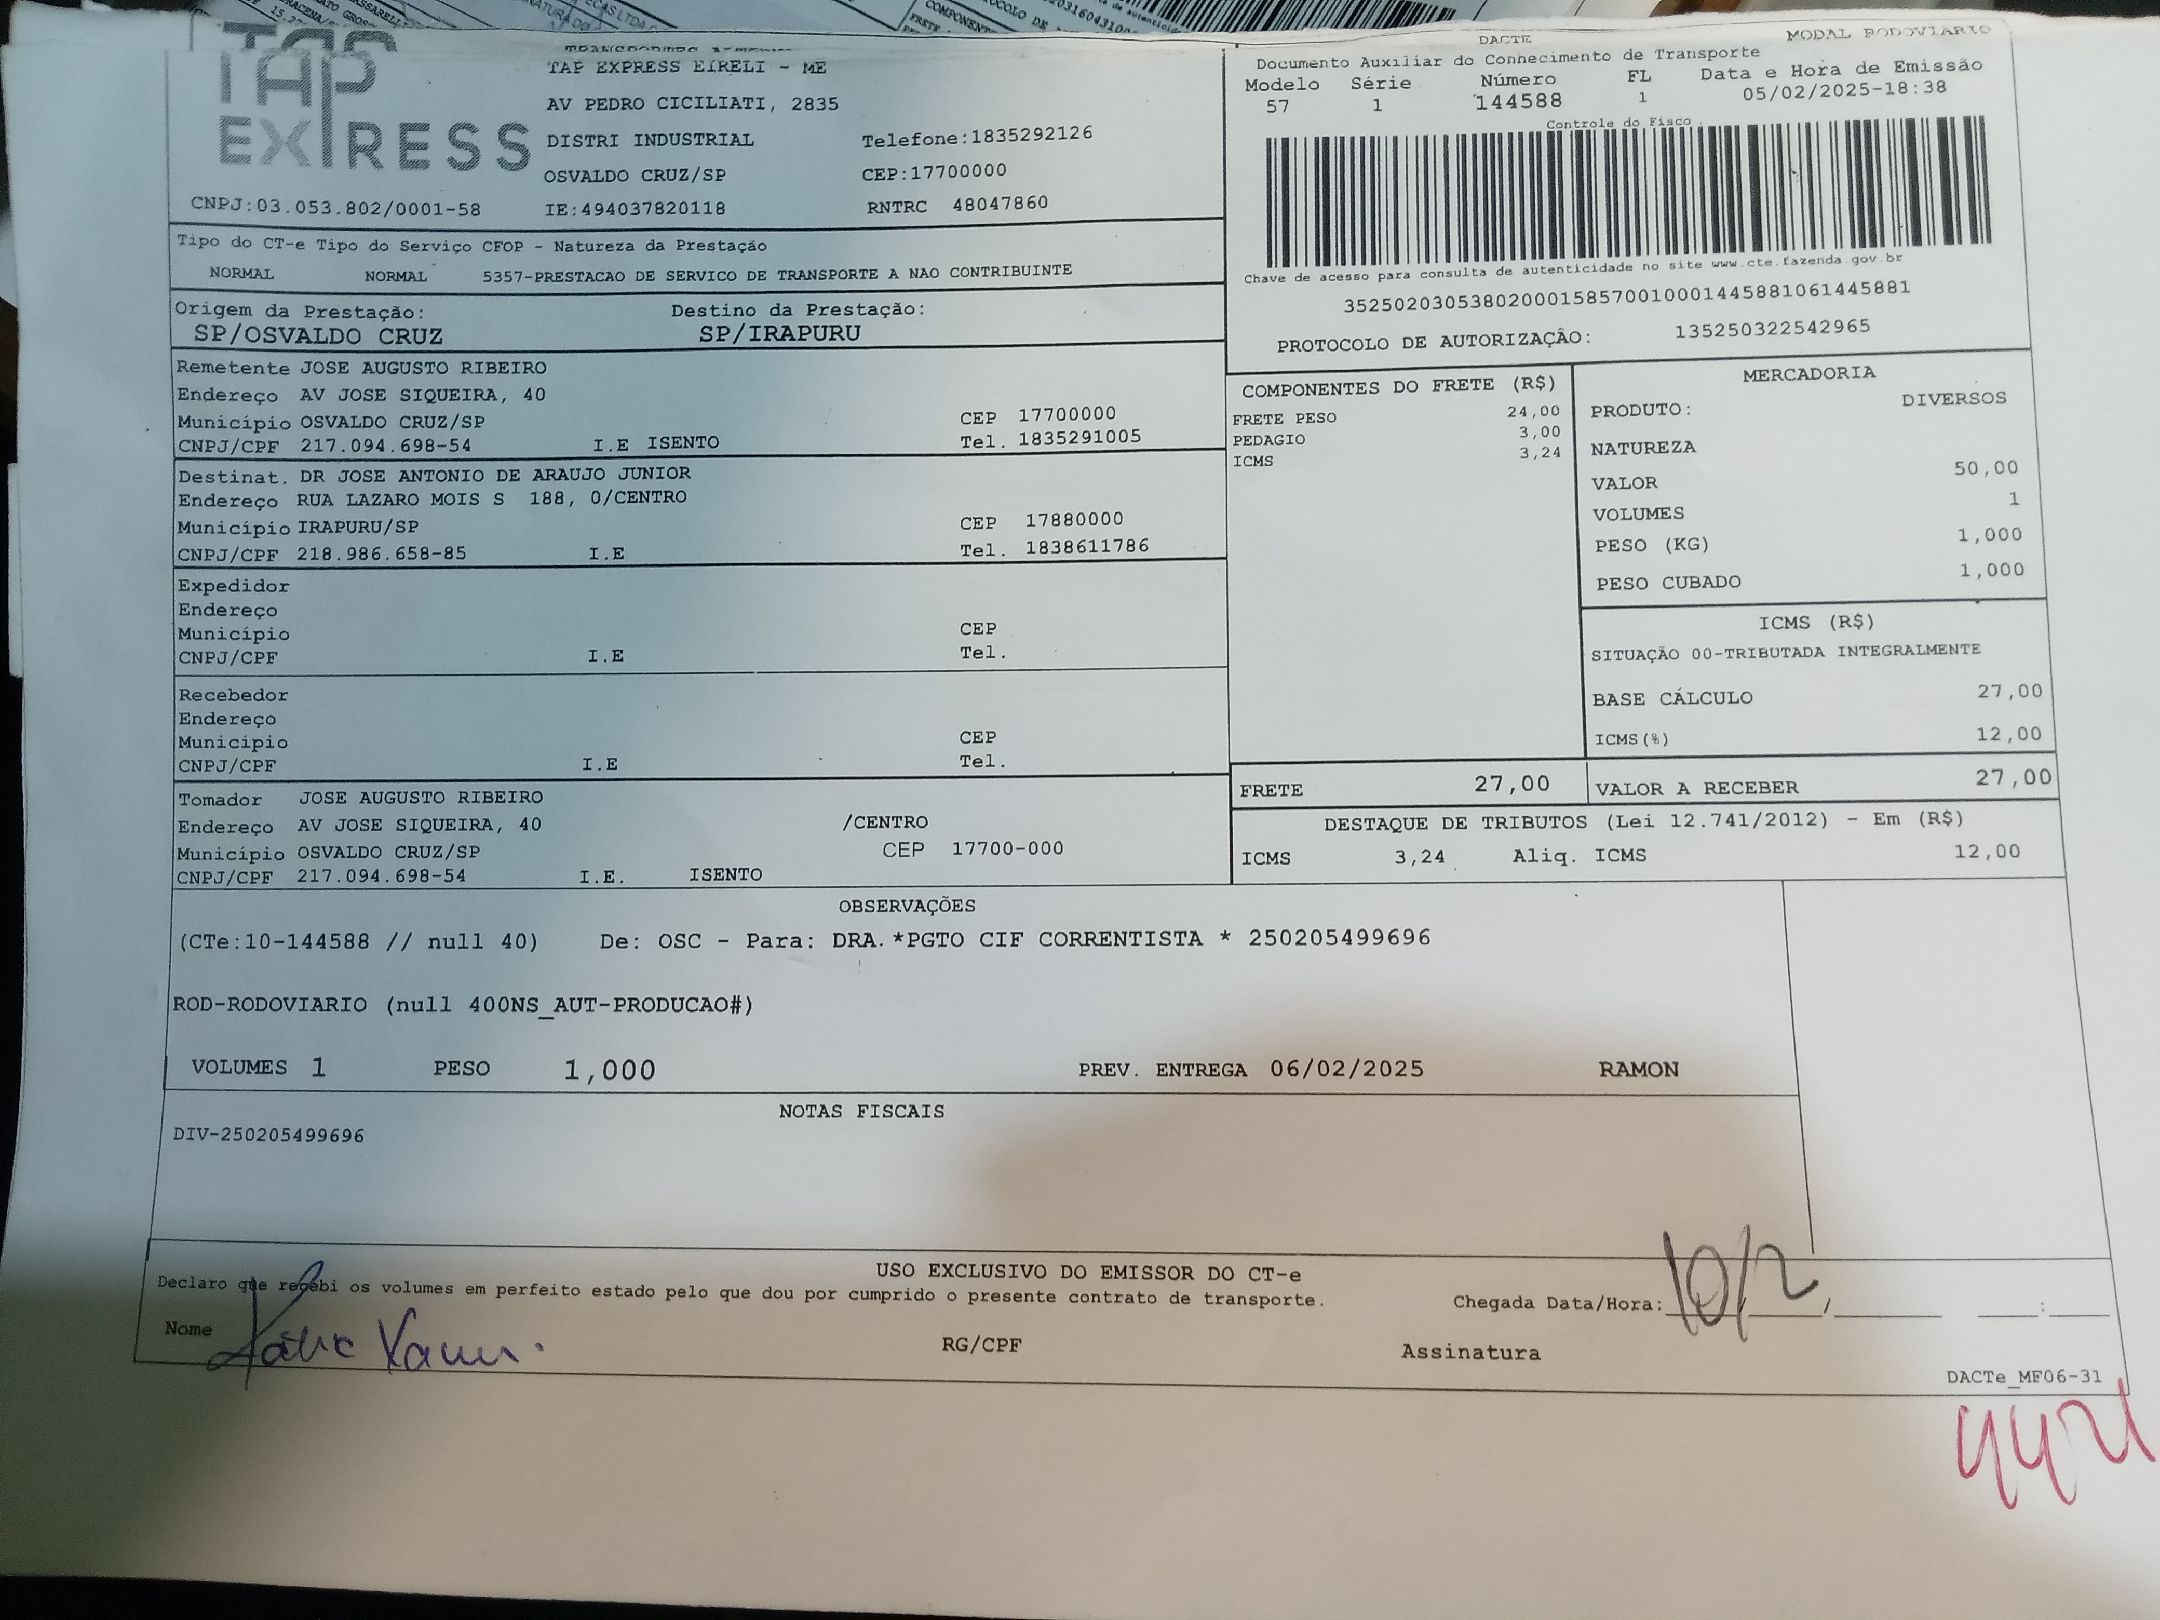 TAP
EXPRESS
TAP EXPRESS EIRELI - ME
AV PEDRO CICILIATI, 2835
DISTRI INDUSTRIAL Telefone:1835292126
OSVALDO CRUZ/SP CEP:17700000
CNPJ:03.053.802/0001-58 IE:494037820118 RNTRC 48047860
DACTE MODAL RODOVIARIO
Documento Auxiliar do Conhecimento de Transporte
Modelo Série Número FL Data e Hora de Emissão
57 1 144588 1 05/02/2025-18:38
Controle do Fisco
Chave de acesso para consulta de autenticidade no site www.cte.fazenda.gov.br
35250203053802000158570010001445881061445881
PROTOCOLO DE AUTORIZAÇÃO: 135250322542965
Tipo do CT-e Tipo do Serviço CFOP - Natureza da Prestação
NORMAL NORMAL 5357-PRESTACAO DE SERVICO DE TRANSPORTE A NAO CONTRIBUINTE
Origem da Prestação: Destino da Prestação:
SP/OSVALDO CRUZ SP/IRAPURU
Remetente JOSE AUGUSTO RIBEIRO
Endereço AV JOSE SIQUEIRA, 40
Município OSVALDO CRUZ/SP CEP 17700000
CNPJ/CPF 217.094.698-54 I.E ISENTO Tel. 1835291005
Destinat. DR JOSE ANTONIO DE ARAUJO JUNIOR
Endereço RUA LAZARO MOIS S 188, 0/CENTRO
Município IRAPURU/SP CEP 17880000
CNPJ/CPF 218.986.658-85 I.E Tel. 1838611786
Expedidor
Endereço
Município CEP
CNPJ/CPF I.E Tel.
Recebedor
Endereço
Município CEP
CNPJ/CPF I.E Tel.
Tomador JOSE AUGUSTO RIBEIRO
Endereço AV JOSE SIQUEIRA, 40 /CENTRO
Município OSVALDO CRUZ/SP CEP 17700-000
CNPJ/CPF 217.094.698-54 I.E. ISENTO
COMPONENTES DO FRETE (R$)
FRETE PESO 24,00
PEDAGIO 3,00
ICMS 3,24
MERCADORIA
PRODUTO: DIVERSOS
NATUREZA
VALOR 50,00
VOLUMES 1
PESO (KG) 1,000
PESO CUBADO 1,000
ICMS (R$)
SITUAÇÃO 00-TRIBUTADA INTEGRALMENTE
BASE CÁLCULO 27,00
ICMS(%) 12,00
FRETE 27,00 VALOR A RECEBER 27,00
DESTAQUE DE TRIBUTOS (Lei 12.741/2012) - Em (R$)
ICMS 3,24 Aliq. ICMS 12,00
OBSERVAÇÕES
(CTe:10-144588 // null 40) De: OSC - Para: DRA.*PGTO CIF CORRENTISTA * 250205499696
ROD-RODOVIARIO (null 400NS_AUT-PRODUCAO#)
VOLUMES 1 PESO 1,000 PREV. ENTREGA 06/02/2025 RAMON
NOTAS FISCAIS
DIV-250205499696
USO EXCLUSIVO DO EMISSOR DO CT-e
Declaro que recebi os volumes em perfeito estado pelo que dou por cumprido o presente contrato de transporte.
Chegada Data/Hora: 10/2
Nome RG/CPF Assinatura
DACTe_MF06-31